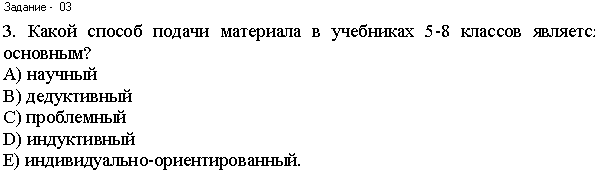 Задание - 03
3. Какой способ подачи материала в учебниках 5-8 классов являетс
основным?
A) научный
B) дедуктивный
C) проблемный
D) индуктивный
E) индивидуально-ориентированный.